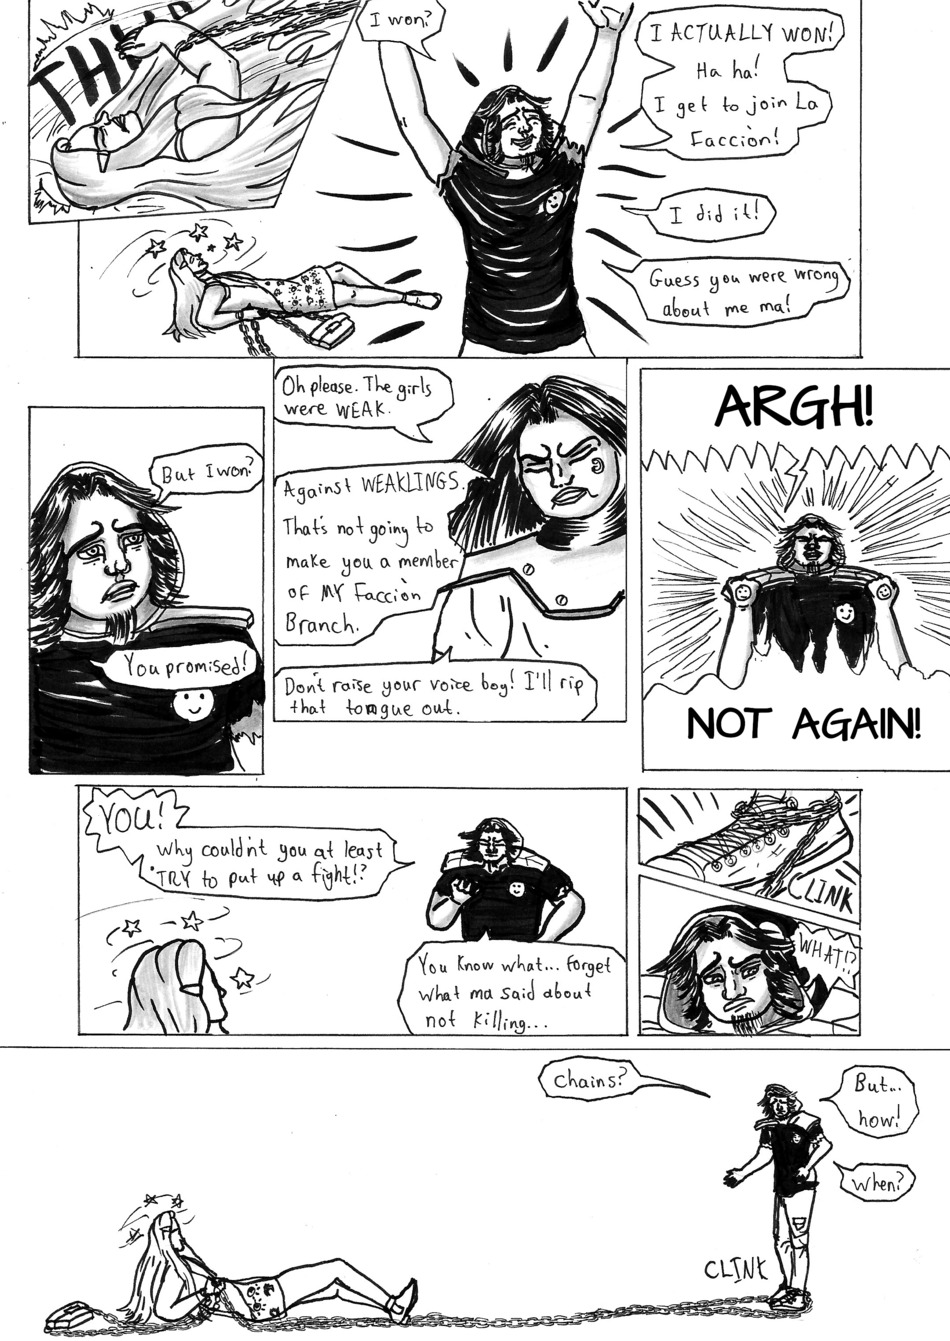 THUD
I won?
I ACTUALLY WON!
Ha ha!
I get to join La
Faccìon!
I did it!
Guess you were wrong
about me ma!
But I won?
You promised!
Oh please. The girls
were WEAK.
Against WEAKLINGS.
That's not going to
make you a member
OF MY Faccìon
Branch.
Don't raise your voice boy! I'll rip
that tongue out.
ARGH!
NOT AGAIN!
YOU!
Why couldn't you at least
TRY to put up a fight!?
You know what... Forget
what ma said about
not killing...
CLINK
WHAT!?
Chains?
But...
how!
When?
CLINK